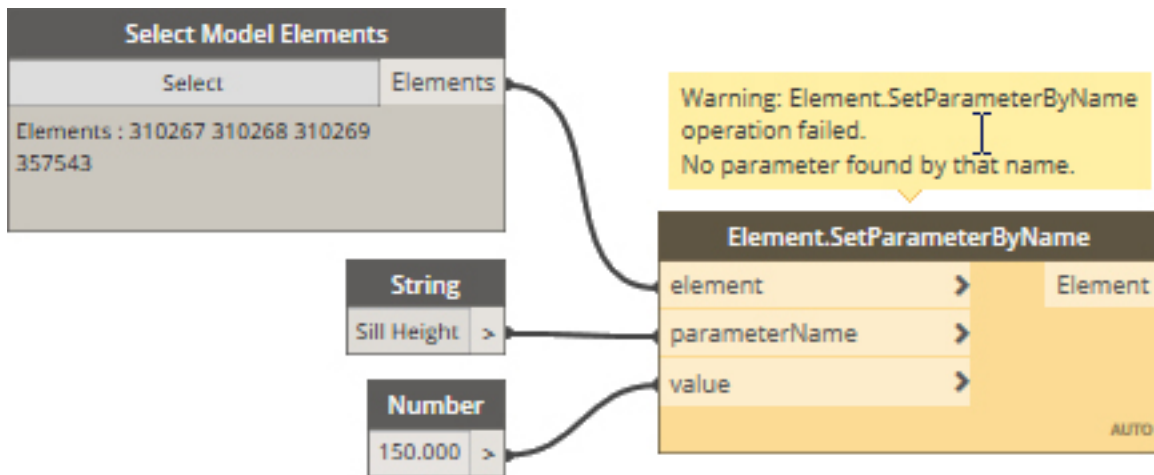 Select Model Elements
Select
Elements
Elements : 310267 310268 310269
357543
Warning: Element.SetParameterByName
operation failed.
No parameter found by that name.
Element.SetParameterByName
element
>
Element
parameterName
>
value
>
AUTO
String
Sill Height >
Number
150.000 >